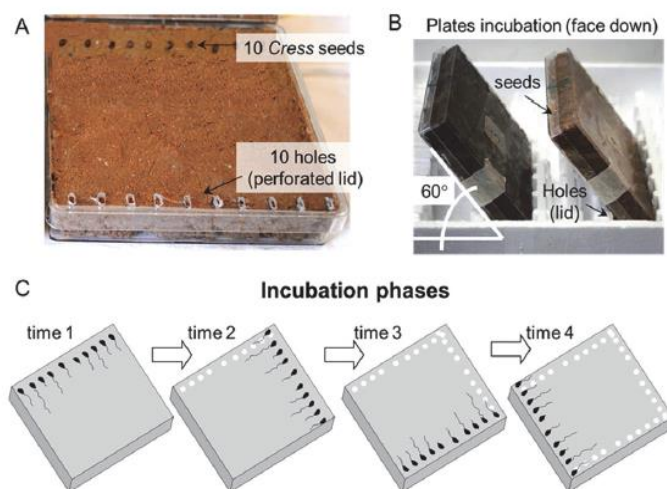 A
10 Cress seeds
10 holes
(perforated lid)
B
Plates incubation (face down)
seeds
60°
Holes
(lid)
C
Incubation phases
time 1
time 2
time 3
time 4